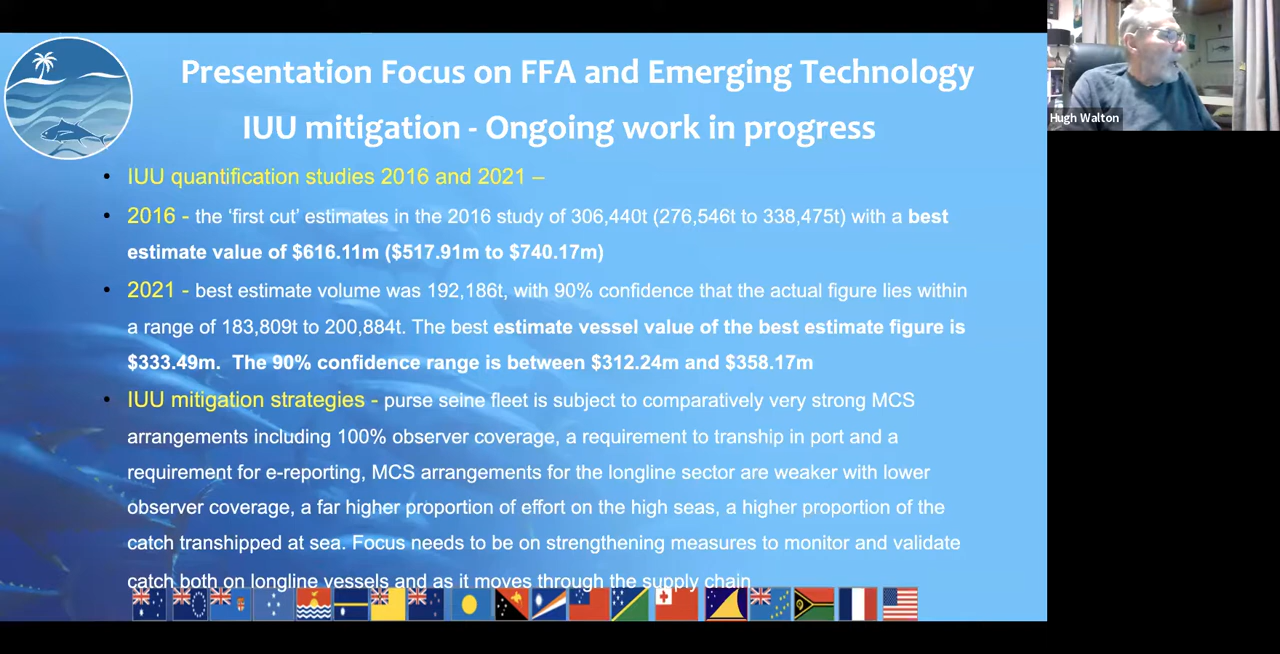 Presentation Focus on FFA and Emerging Technology
IUU mitigation - Ongoing work in progress
Hugh Walton
• IUU quantification studies 2016 and 2021 –
• 2016 - the ‘first cut’ estimates in the 2016 study of 306,440t (276,546t to 338,475t) with a best
estimate value of $616.11m ($517.91m to $740.17m)
• 2021 - best estimate volume was 192,186t, with 90% confidence that the actual figure lies within
a range of 183,809t to 200,884t. The best estimate vessel value of the best estimate figure is
$333.49m. The 90% confidence range is between $312.24m and $358.17m
• IUU mitigation strategies - purse seine fleet is subject to comparatively very strong MCS
arrangements including 100% observer coverage, a requirement to tranship in port and a
requirement for e-reporting, MCS arrangements for the longline sector are weaker with lower
observer coverage, a far higher proportion of effort on the high seas, a higher proportion of the
catch transhipped at sea. Focus needs to be on strengthening measures to monitor and validate
catch both on longline vessels and as it moves through the supply chain